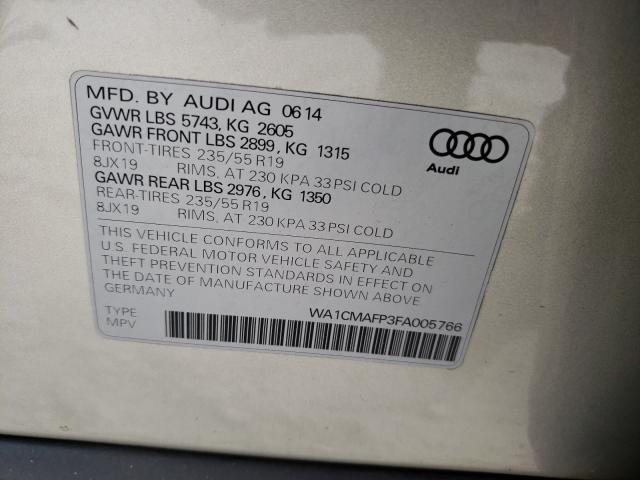 MFD. BY AUDI AG 0614
GVWR LBS 5743, KG 2605
GAWR FRONT LBS 2899, KG 1315
FRONT-TIRES 235/55 R19
8JX19 RIMS, AT 230 KPA 33 PSI COLD
GAWR REAR LBS 2976, KG 1350
REAR-TIRES 235/55 R19
8JX19 RIMS, AT 230 KPA 33 PSI COLD
Audi
THIS VEHICLE CONFORMS TO ALL APPLICABLE
U.S. FEDERAL MOTOR VEHICLE SAFETY AND
THEFT PREVENTION STANDARDS IN EFFECT ON
THE DATE OF MANUFACTURE SHOWN ABOVE
GERMANY
TYPE WA1CMAFP3FA005766
MPV